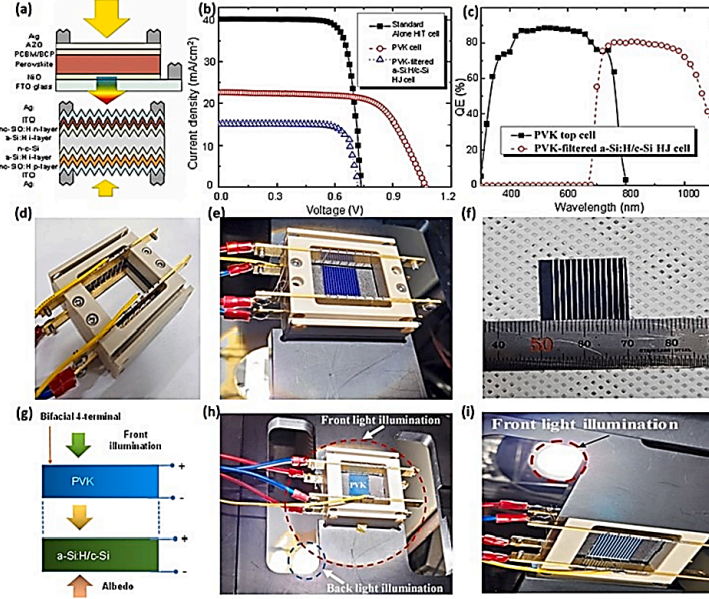 (a)
Ag
AZO
PCBM/BCP
Perovskite
NiO
FTO glass
Ag
ITO
nc-SiO:H n-layer
a-Si:H i-layer
n-c-Si
a-Si:H i-layer
nc-SiO:H p-layer
ITO
Ag
(b)
Current density (mA/cm²)
50
40
30
20
10
0
0.0
0.3
0.6
0.9
1.2
Voltage (V)
Standard
Alone HIT cell
PVK cell
PVK-filtered
a-Si:H/c-Si
HJ cell
(c)
QE (%)
100
80
60
40
20
0
400
600
800
1000
Wavelength (nm)
PVK top cell
PVK-filtered a-Si:H/c-Si HJ cell
(d)
(e)
(f)
40
50
60
70
80
(g)
Bifacial 4-terminal
Front
illumination
PVK
+
-
a-Si:H/c-Si
+
-
Albedo
(h)
Front light illumination
PVK
Back light illumination
(i)
Front light illumination